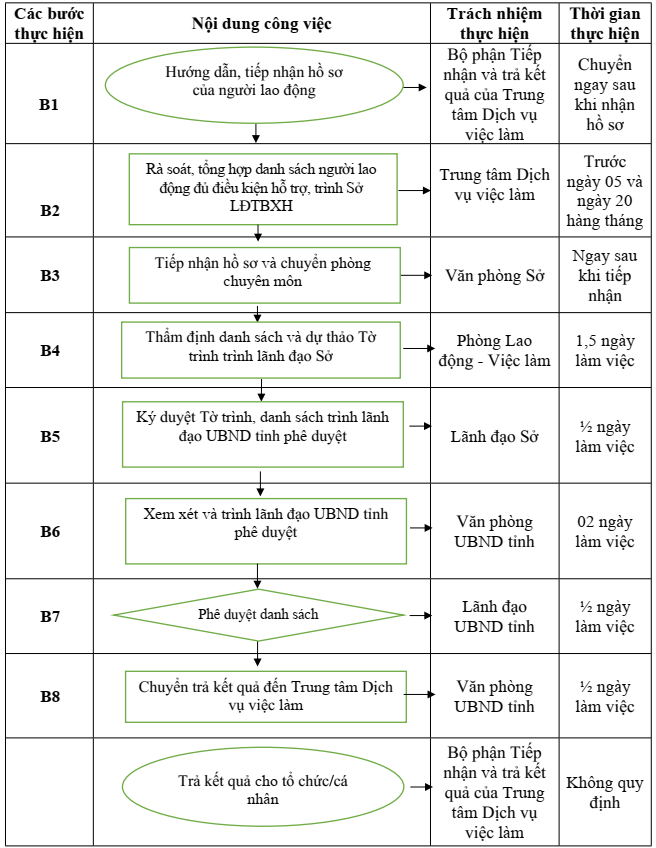 Các bước
thực hiện
Nội dung công việc
Trách nhiệm
thực hiện
Thời gian
thực hiện
B1
Hướng dẫn, tiếp nhận hồ sơ
của người lao động
Bộ phận Tiếp
nhận và trả kết
quả của Trung
tâm Dịch vụ
việc làm
Chuyển
ngay sau
khi nhận
hồ sơ
B2
Rà soát, tổng hợp danh sách người lao
động đủ điều kiện hỗ trợ, trình Sở
LĐTBXH
Trung tâm Dịch
vụ việc làm
Trước
ngày 05 và
ngày 20
hàng tháng
B3
Tiếp nhận hồ sơ và chuyển phòng
chuyên môn
Văn phòng Sở
Ngay sau
khi tiếp
nhận
B4
Thẩm định danh sách và dự thảo Tờ
trình trình lãnh đạo Sở
Phòng Lao
động - Việc làm
1,5 ngày
làm việc
B5
Ký duyệt Tờ trình, danh sách trình lãnh
đạo UBND tỉnh phê duyệt
Lãnh đạo Sở
½ ngày
làm việc
B6
Xem xét và trình lãnh đạo UBND tỉnh
phê duyệt
Văn phòng
UBND tỉnh
02 ngày
làm việc
B7
Phê duyệt danh sách
Lãnh đạo
UBND tỉnh
½ ngày
làm việc
B8
Chuyển trả kết quả đến Trung tâm Dịch
vụ việc làm
Văn phòng
UBND tỉnh
½ ngày
làm việc
Trả kết quả cho tổ chức/cá
nhân
Bộ phận Tiếp
nhận và trả kết
quả của Trung
tâm Dịch vụ
việc làm
Không quy
định